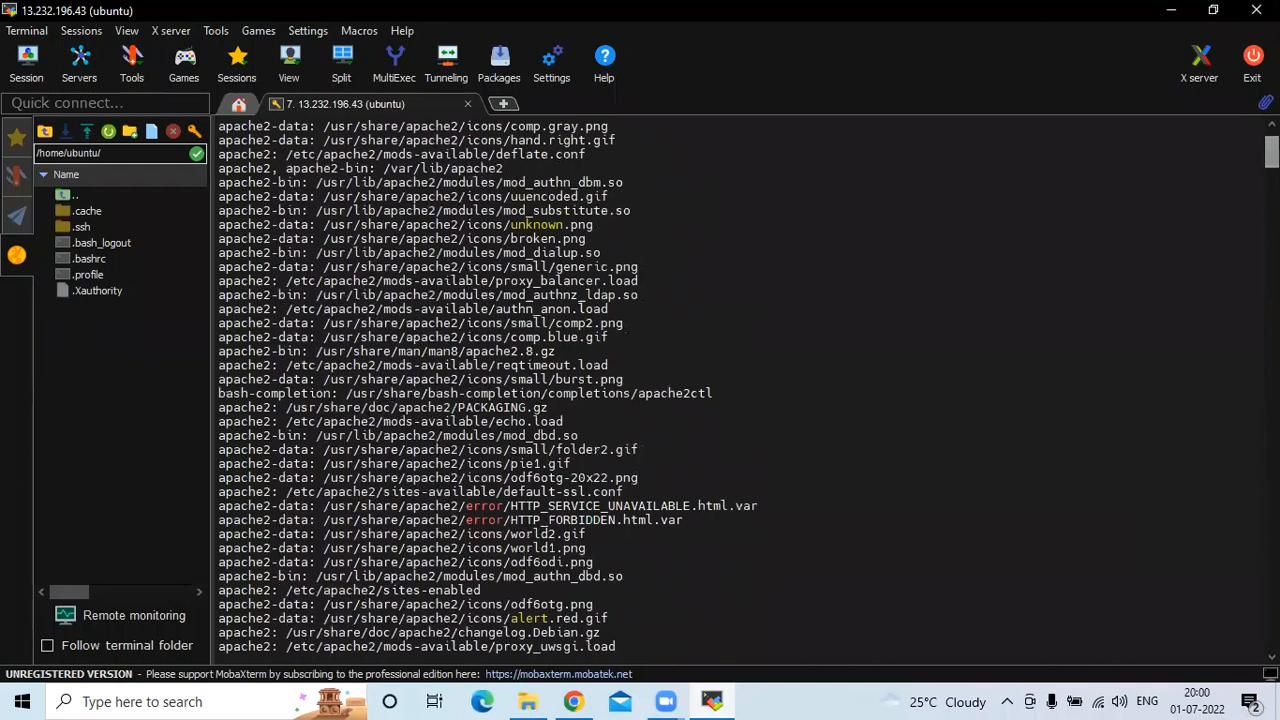 13.232.196.43 (ubuntu)
Terminal Sessions View X server Tools Games Settings Macros Help
Session Servers Tools Games Sessions View Split MultiExec Tunneling Packages Settings Help X server Exit
Quick connect...
7. 13.232.196.43 (ubuntu)
/home/ubuntu/
Name
..
.cache
.ssh
.bash_logout
.bashrc
.profile
.Xauthority
Remote monitoring
Follow terminal folder
apache2-data: /usr/share/apache2/icons/comp.gray.png
apache2-data: /usr/share/apache2/icons/hand.right.gif
apache2: /etc/apache2/mods-available/deflate.conf
apache2, apache2-bin: /var/lib/apache2
apache2-bin: /usr/lib/apache2/modules/mod_authn_dbm.so
apache2-data: /usr/share/apache2/icons/uuencoded.gif
apache2-bin: /usr/lib/apache2/modules/mod_substitute.so
apache2-data: /usr/share/apache2/icons/unknown.png
apache2-data: /usr/share/apache2/icons/broken.png
apache2-bin: /usr/lib/apache2/modules/mod_dialup.so
apache2-data: /usr/share/apache2/icons/small/generic.png
apache2: /etc/apache2/mods-available/proxy_balancer.load
apache2-bin: /usr/lib/apache2/modules/mod_authnz_ldap.so
apache2: /etc/apache2/mods-available/authn_anon.load
apache2-data: /usr/share/apache2/icons/small/comp2.png
apache2-data: /usr/share/apache2/icons/comp.blue.gif
apache2-bin: /usr/share/man/man8/apache2.8.gz
apache2: /etc/apache2/mods-available/reqtimeout.load
apache2-data: /usr/share/apache2/icons/small/burst.png
bash-completion: /usr/share/bash-completion/completions/apache2ctl
apache2: /usr/share/doc/apache2/PACKAGING.gz
apache2: /etc/apache2/mods-available/echo.load
apache2-bin: /usr/lib/apache2/modules/mod_dbd.so
apache2-data: /usr/share/apache2/icons/small/folder2.gif
apache2-data: /usr/share/apache2/icons/pie1.gif
apache2-data: /usr/share/apache2/icons/odf6otg-20x22.png
apache2: /etc/apache2/sites-available/default-ssl.conf
apache2-data: /usr/share/apache2/error/HTTP_SERVICE_UNAVAILABLE.html.var
apache2-data: /usr/share/apache2/error/HTTP_FORBIDDEN.html.var
apache2-data: /usr/share/apache2/icons/world2.gif
apache2-data: /usr/share/apache2/icons/world1.png
apache2-data: /usr/share/apache2/icons/odf6odi.png
apache2-bin: /usr/lib/apache2/modules/mod_authn_dbd.so
apache2: /etc/apache2/sites-enabled
apache2-data: /usr/share/apache2/icons/odf6otg.png
apache2-data: /usr/share/apache2/icons/alert.red.gif
apache2: /usr/share/doc/apache2/changelog.Debian.gz
apache2: /etc/apache2/mods-available/proxy_uwsgi.load
UNREGISTERED VERSION - Please support MobaXterm by subscribing to the professional edition here: https://mobaxterm.mobatek.net
Type here to search
25°C Cloudy
ENG
20:00
01-07-2022
2